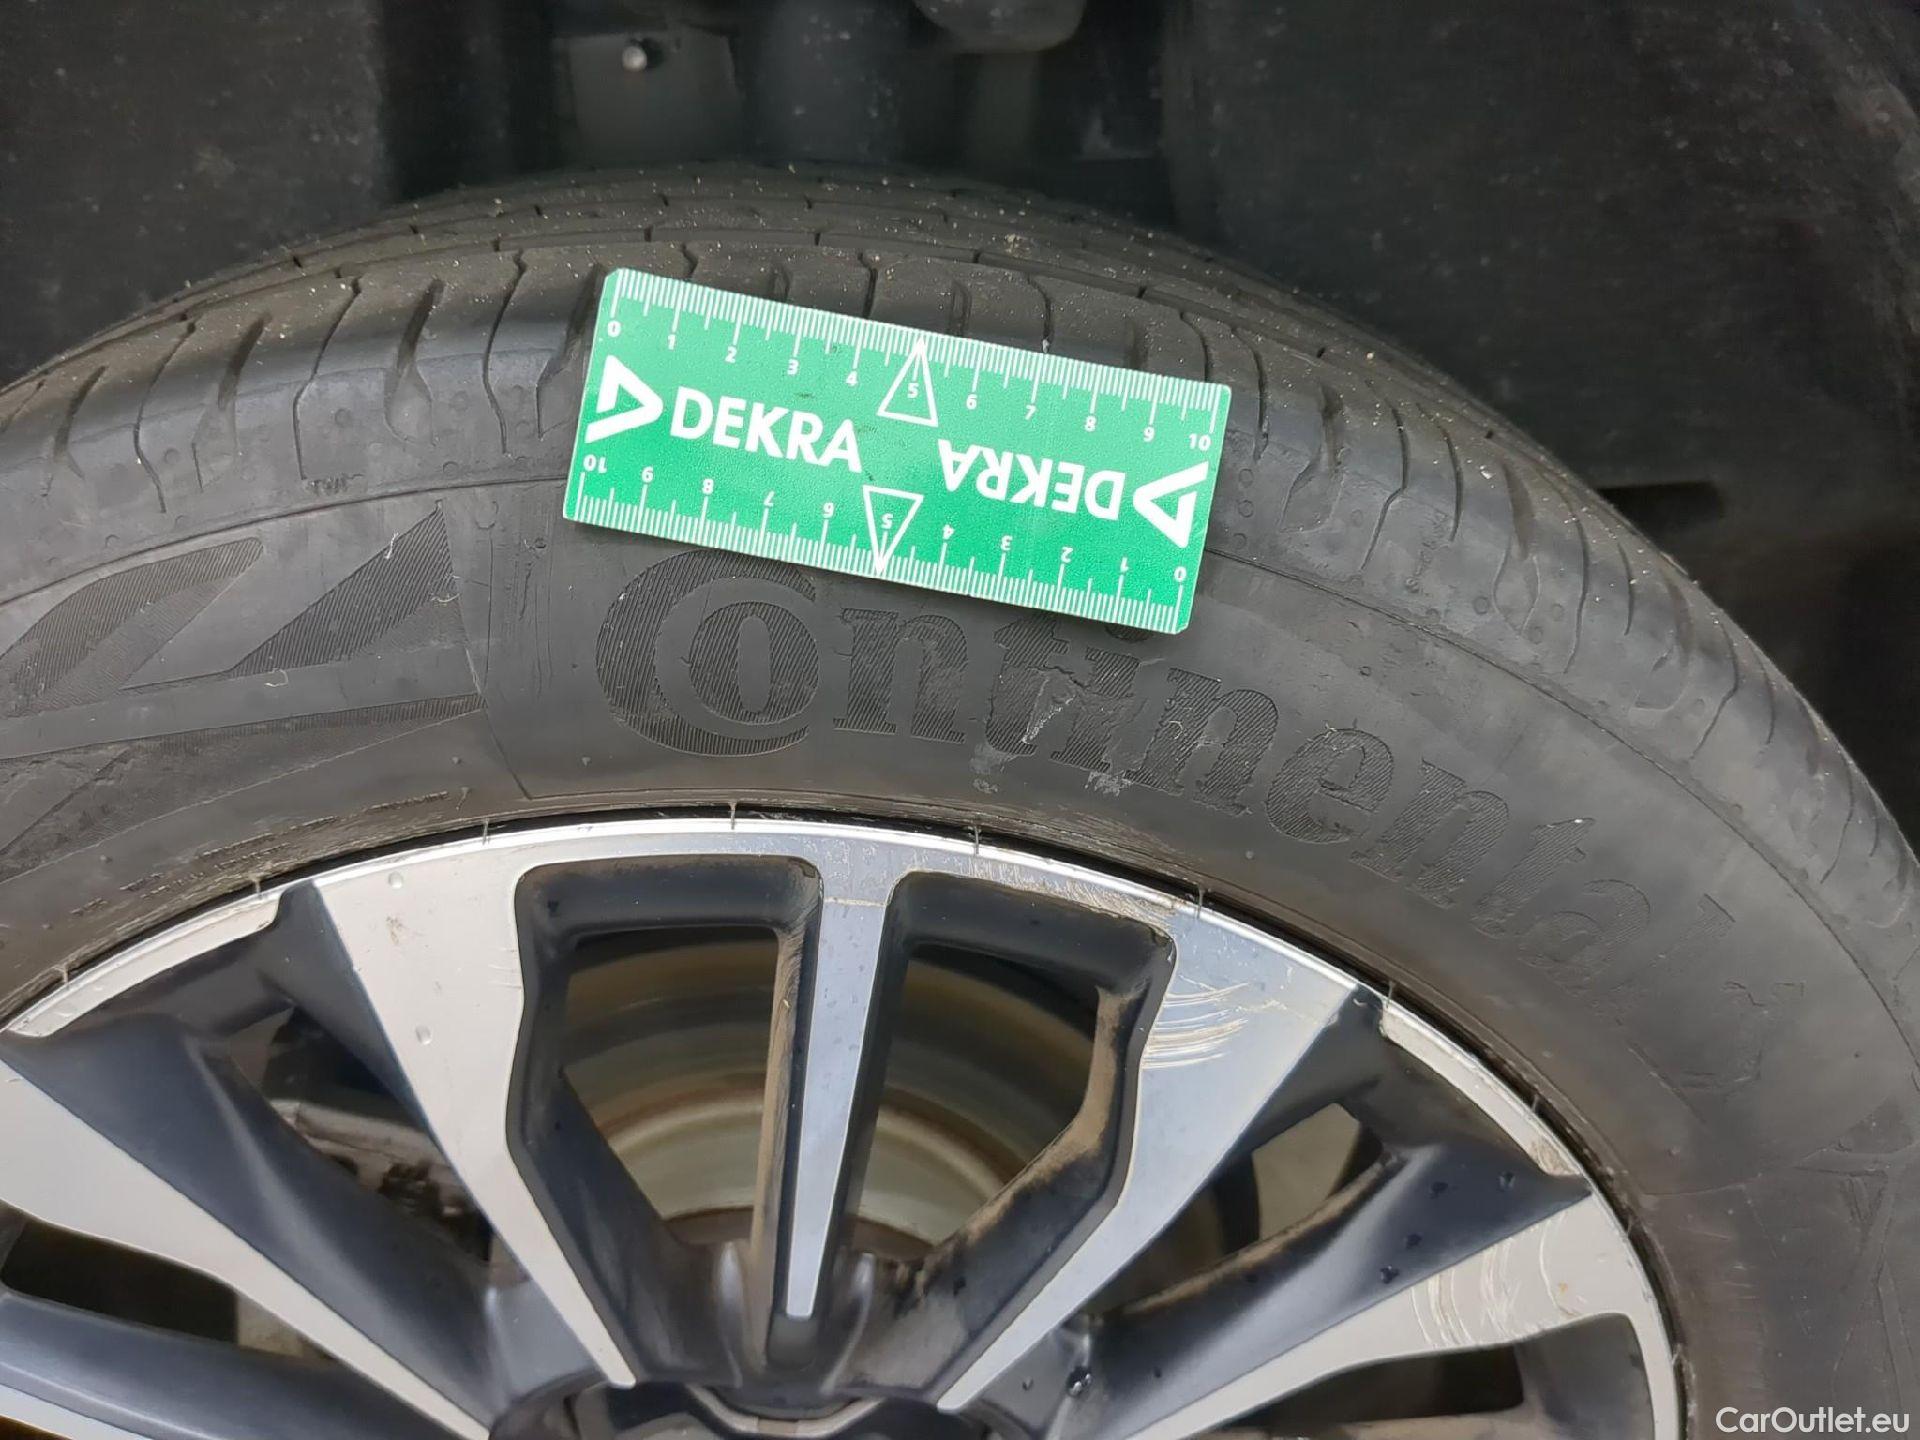 0 1 2 3 4 5 6 7 8 9 10
DEKRA
DEKRA
10 9 8 7 6 5 4 3 2 1 0
TWI
Continental
CarOutlet.eu